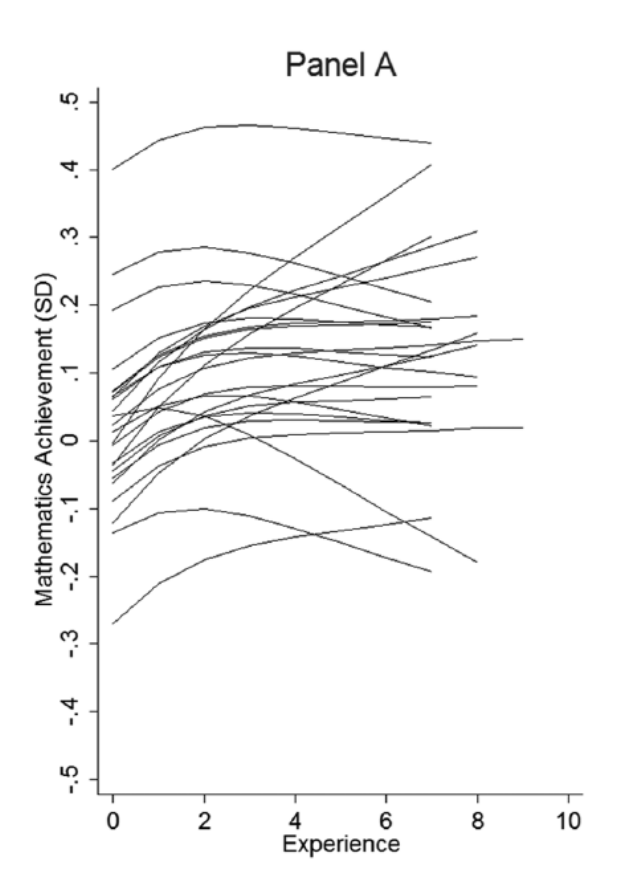 Panel A
Mathematics Achievement (SD)
.5
.4
.3
.2
.1
0
-.1
-.2
-.3
-.4
-.5
0 2 4 6 8 10
Experience